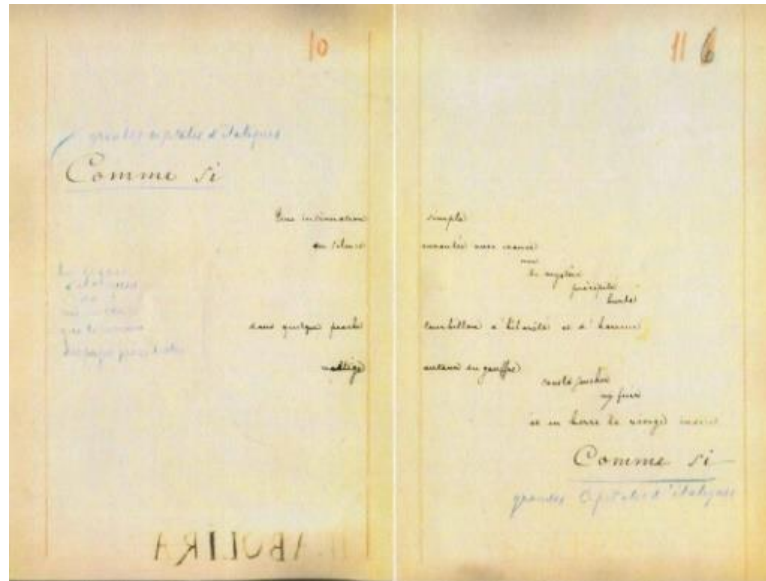 10
grandes capitales d'italiques
Comme si
Une insinuation
au silence
dans quelque proche
voltige
ABOLIRA
11 6
simple
enroulée avec ironie
le mystère
précipité
hurlé
tourbillon d'hilarité et d'horreur
autour du gouffre
sans le joncher
ni fuir
et en berce le vierge indice
Comme si
grandes Capitales d'italiques